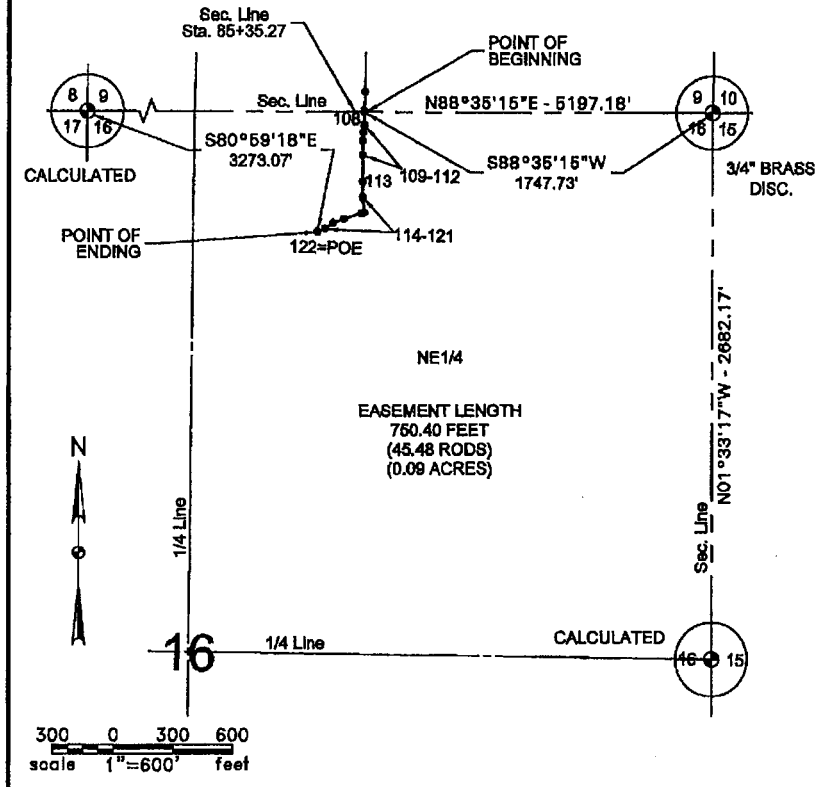 Sec. Line
Sta. 85+35.27
POINT OF
BEGINNING
8 9
17 16
Sec. Line
N88°35'15"E - 5197.18'
9 10
16 15
108
S80°59'18"E
3273.07'
CALCULATED
109-112
S88°35'15"W
1747.73'
3/4" BRASS
DISC.
113
POINT OF
ENDING
114-121
122=POE
NE1/4
EASEMENT LENGTH
750.40 FEET
(45.48 RODS)
(0.09 ACRES)
N01°33'17"W - 2682.17'
N
1/4 Line
Sec. Line
16
1/4 Line
CALCULATED
16 15
300 0 300 600
scale 1"=600' feet